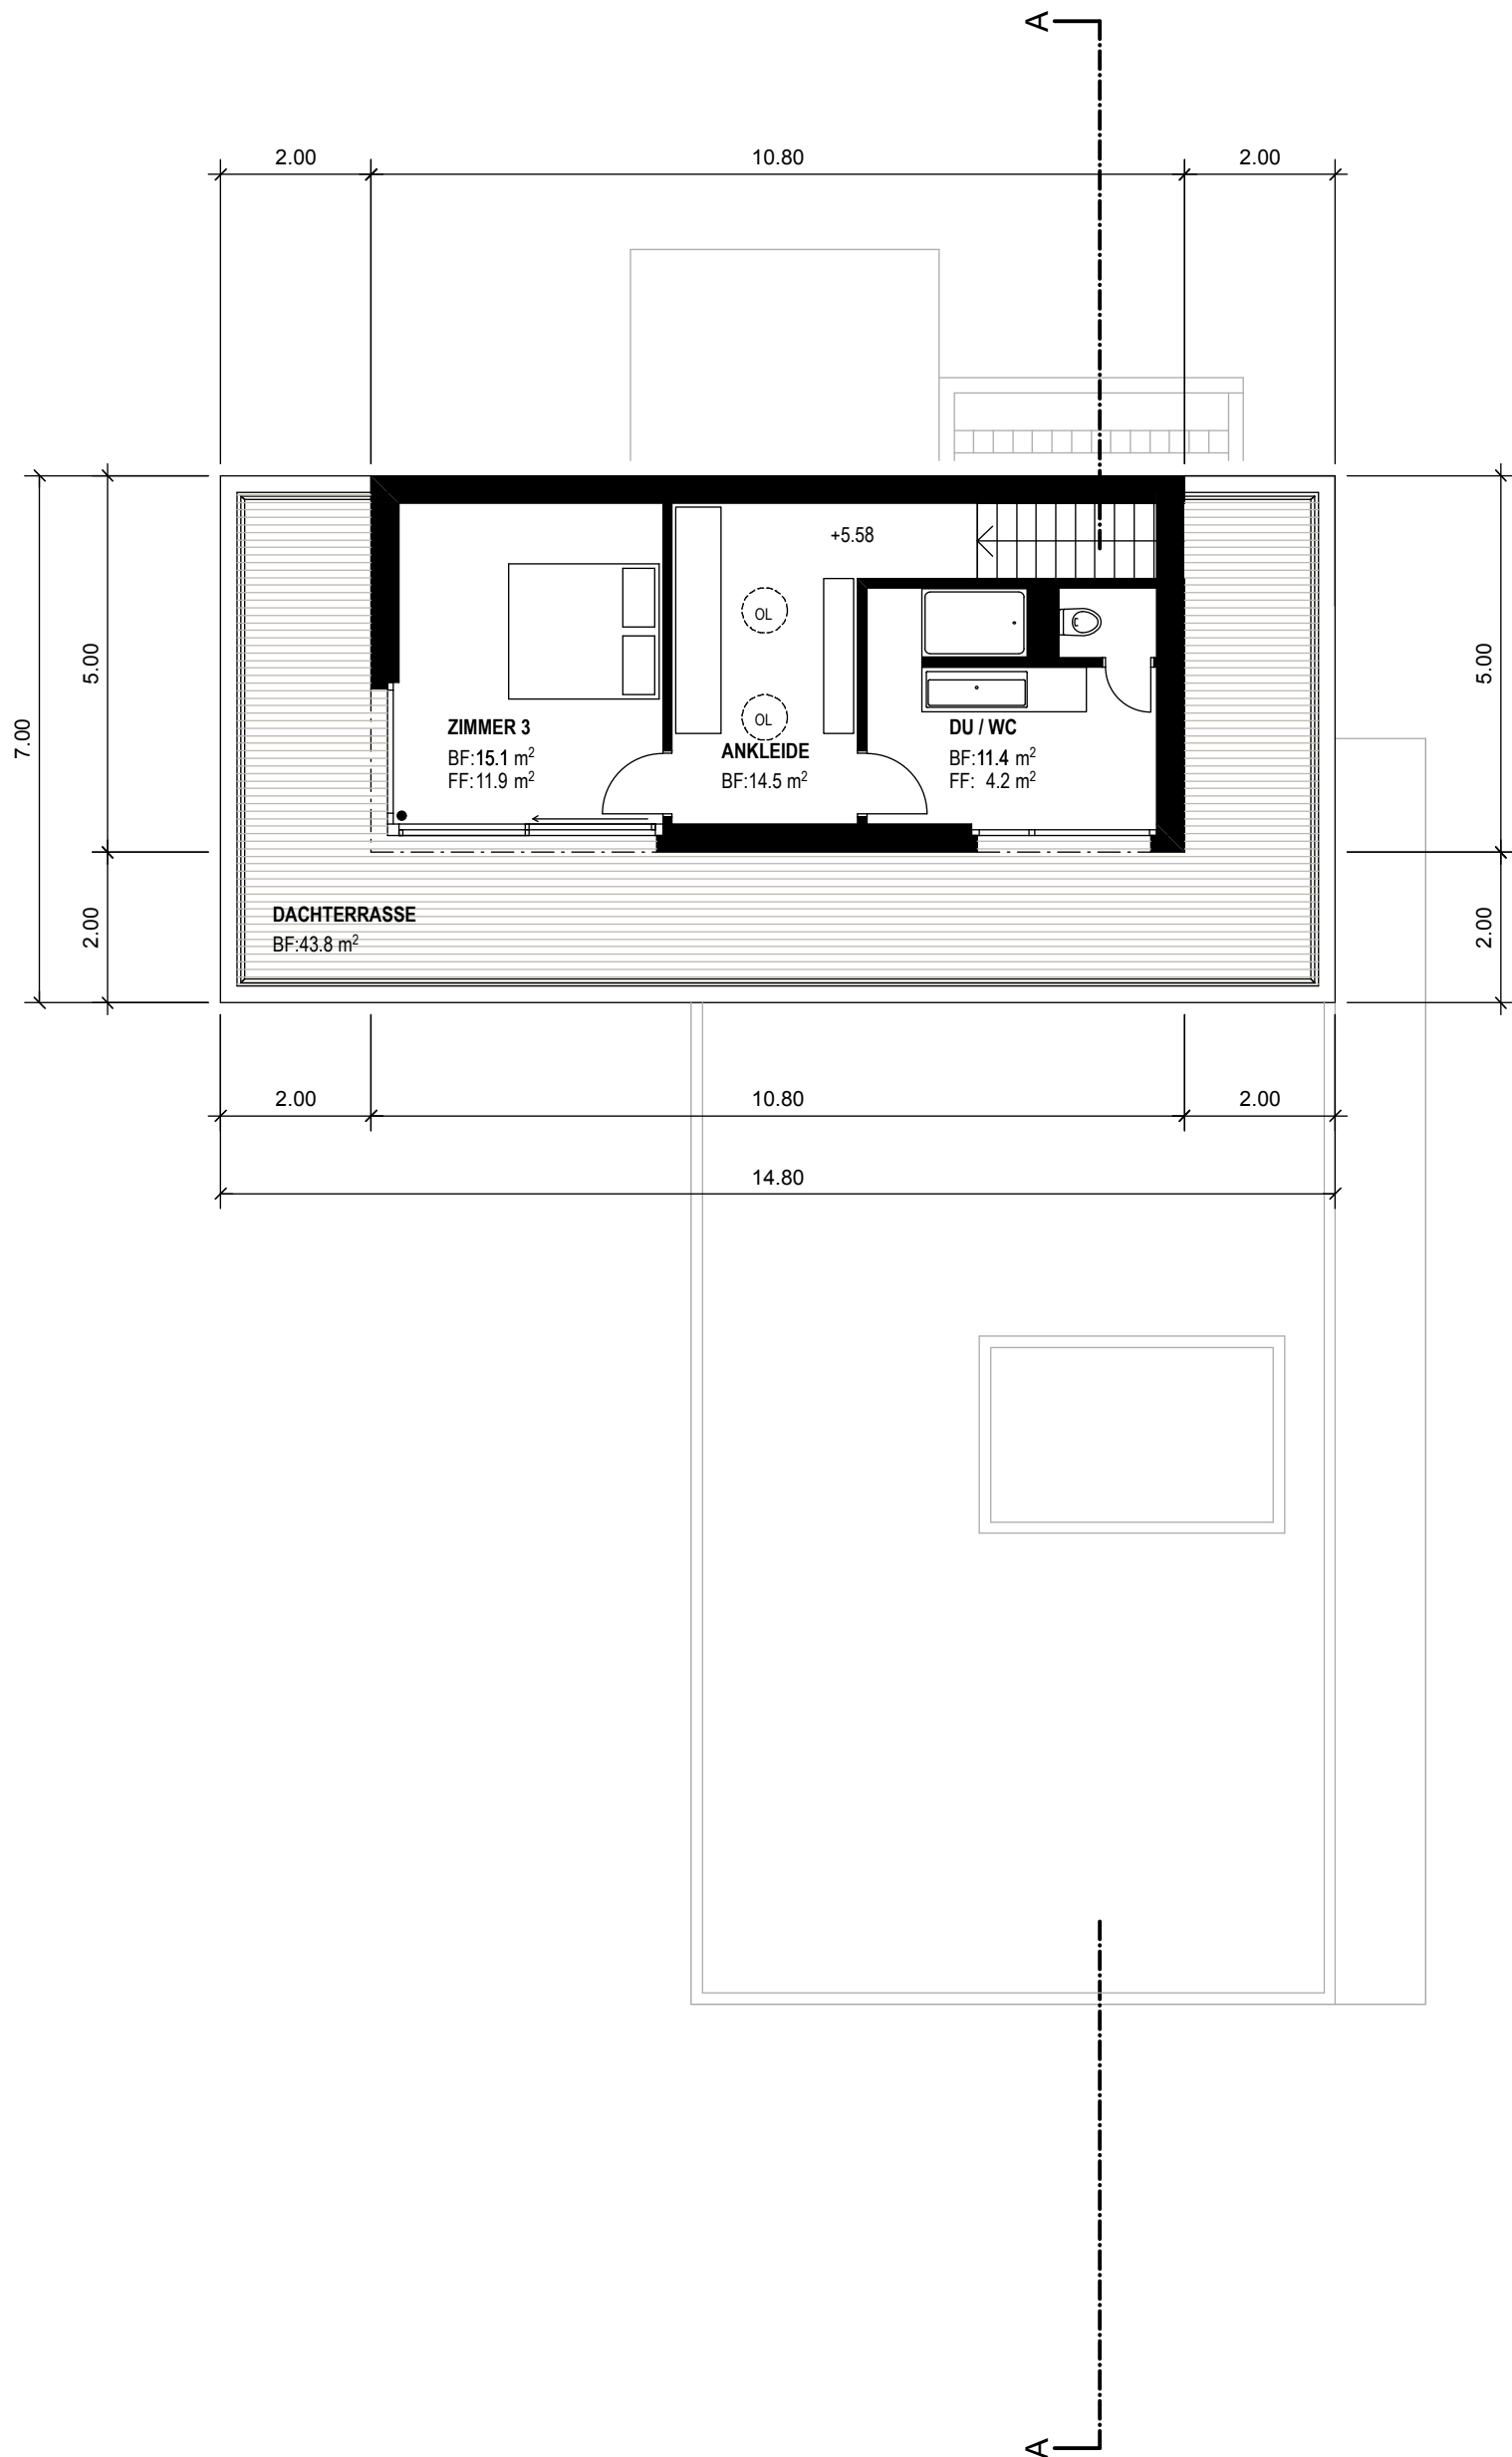 A
2.00
10.80
2.00
+5.58
OL
OL
5.00
7.00
2.00
5.00
2.00
ZIMMER 3
BF:15.1 m²
FF:11.9 m²
ANKLEIDE
BF:14.5 m²
DU / WC
BF:11.4 m²
FF: 4.2 m²
DACHTERRASSE
BF:43.8 m²
2.00
10.80
2.00
14.80
A